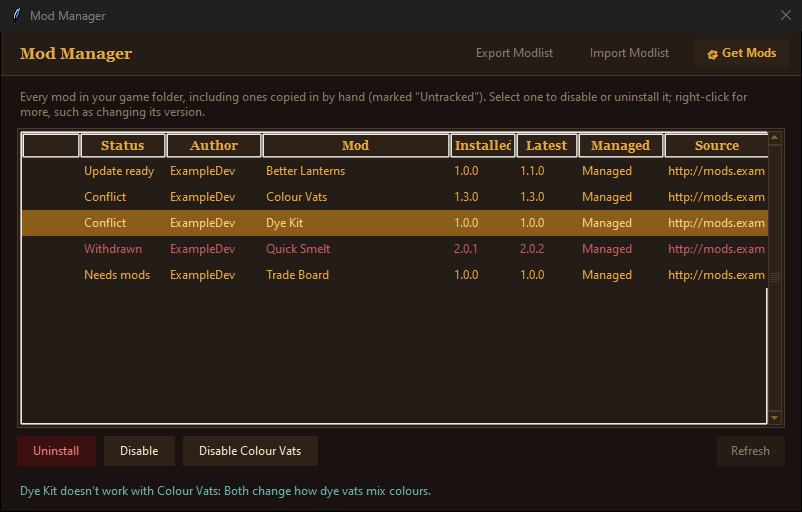 Mod Manager
Mod Manager
Export Modlist
Import Modlist
Get Mods
Every mod in your game folder, including ones copied in by hand (marked "Untracked"). Select one to disable or uninstall it; right-click for
more, such as changing its version.
Status Author Mod Installed Latest Managed Source
Update ready ExampleDev Better Lanterns 1.0.0 1.1.0 Managed http://mods.exam
Conflict ExampleDev Colour Vats 1.3.0 1.3.0 Managed http://mods.exam
Conflict ExampleDev Dye Kit 1.0.0 1.0.0 Managed http://mods.exam
Withdrawn ExampleDev Quick Smelt 2.0.1 2.0.2 Managed http://mods.exam
Needs mods ExampleDev Trade Board 1.0.0 1.0.0 Managed http://mods.exam
Uninstall
Disable
Disable Colour Vats
Refresh
Dye Kit doesn't work with Colour Vats: Both change how dye vats mix colours.